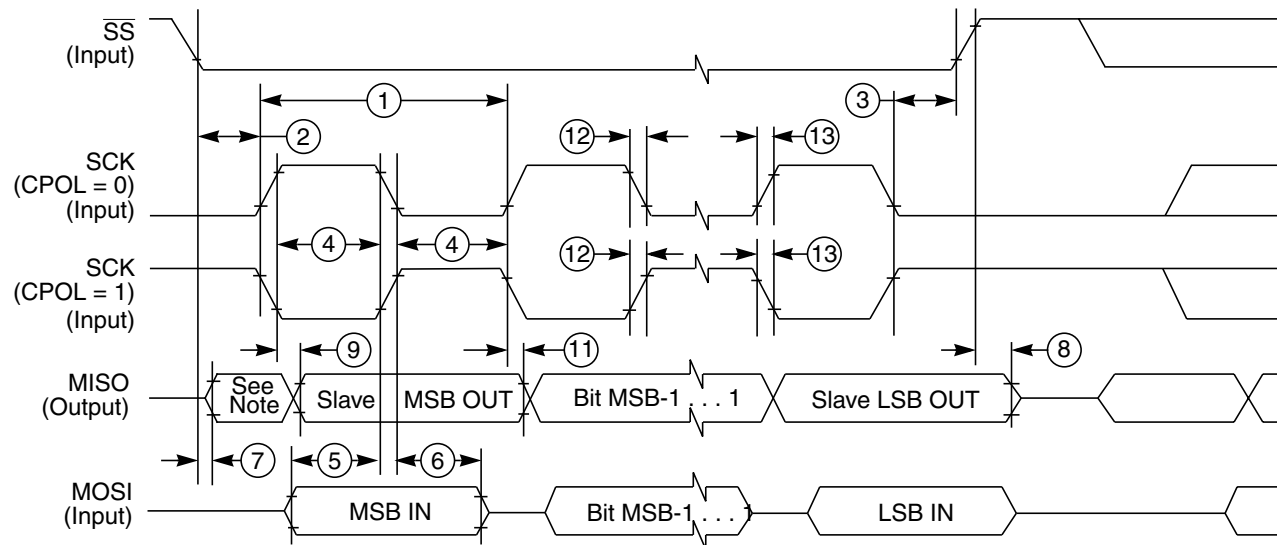 SS
(Input)
1
3
2
12
13
SCK
(CPOL = 0)
(Input)
4
4
SCK
(CPOL = 1)
(Input)
12
13
9
11
8
MISO
(Output)
See
Note
Slave
MSB OUT
Bit MSB-1 . . . 1
Slave LSB OUT
7
5
6
MOSI
(Input)
MSB IN
Bit MSB-1 . . . 1
LSB IN